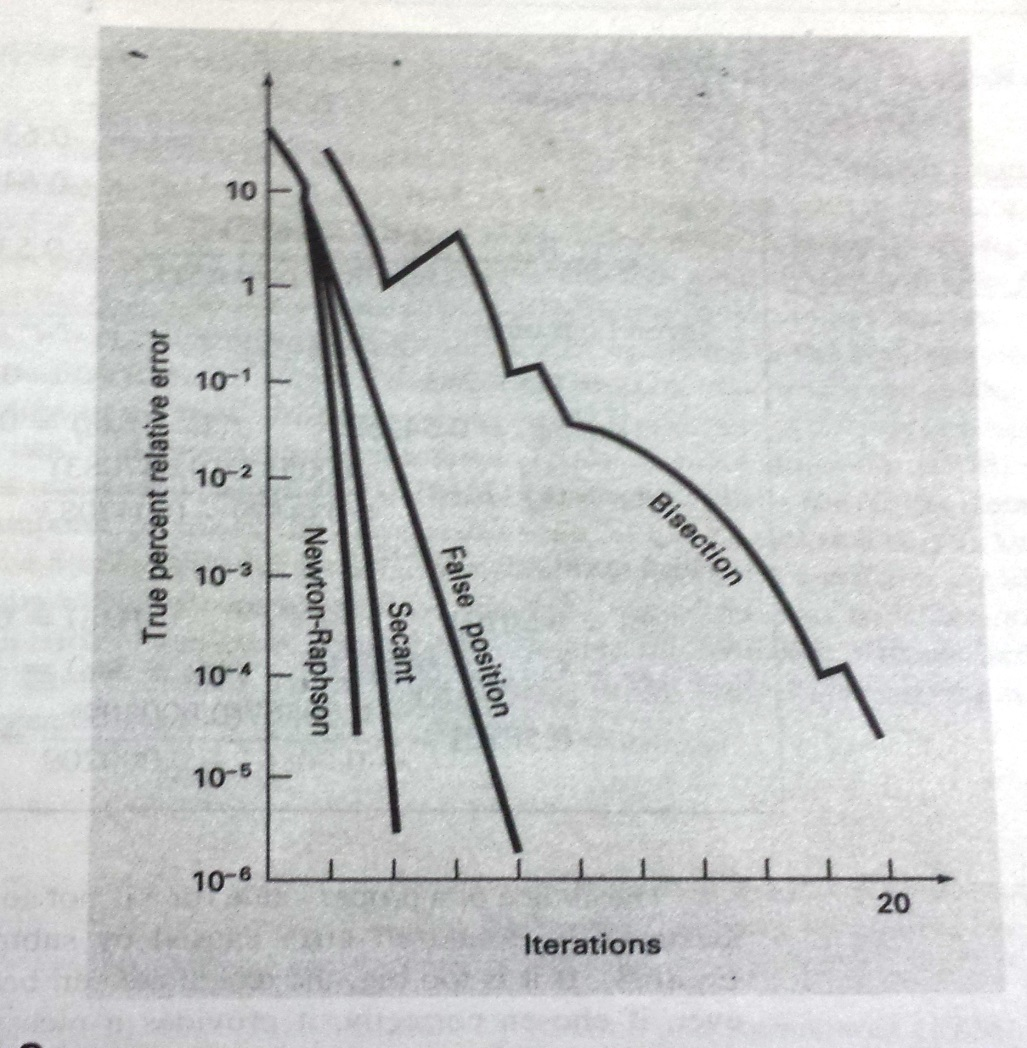 10
1
10⁻¹
10⁻²
10⁻³
10⁻⁴
10⁻⁵
10⁻⁶
True percent relative error
Newton-Raphson
Secant
False position
Bisection
20
Iterations